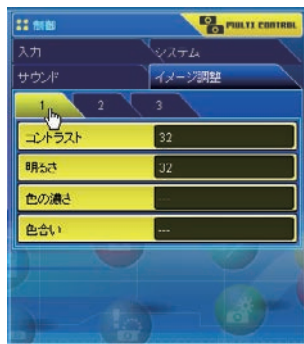 制御
MULTI CONTROL
入力 システム
サウンド イメージ調整
1 2 3
コントラスト 32
明るさ 32
色の濃さ ---
色合い ---